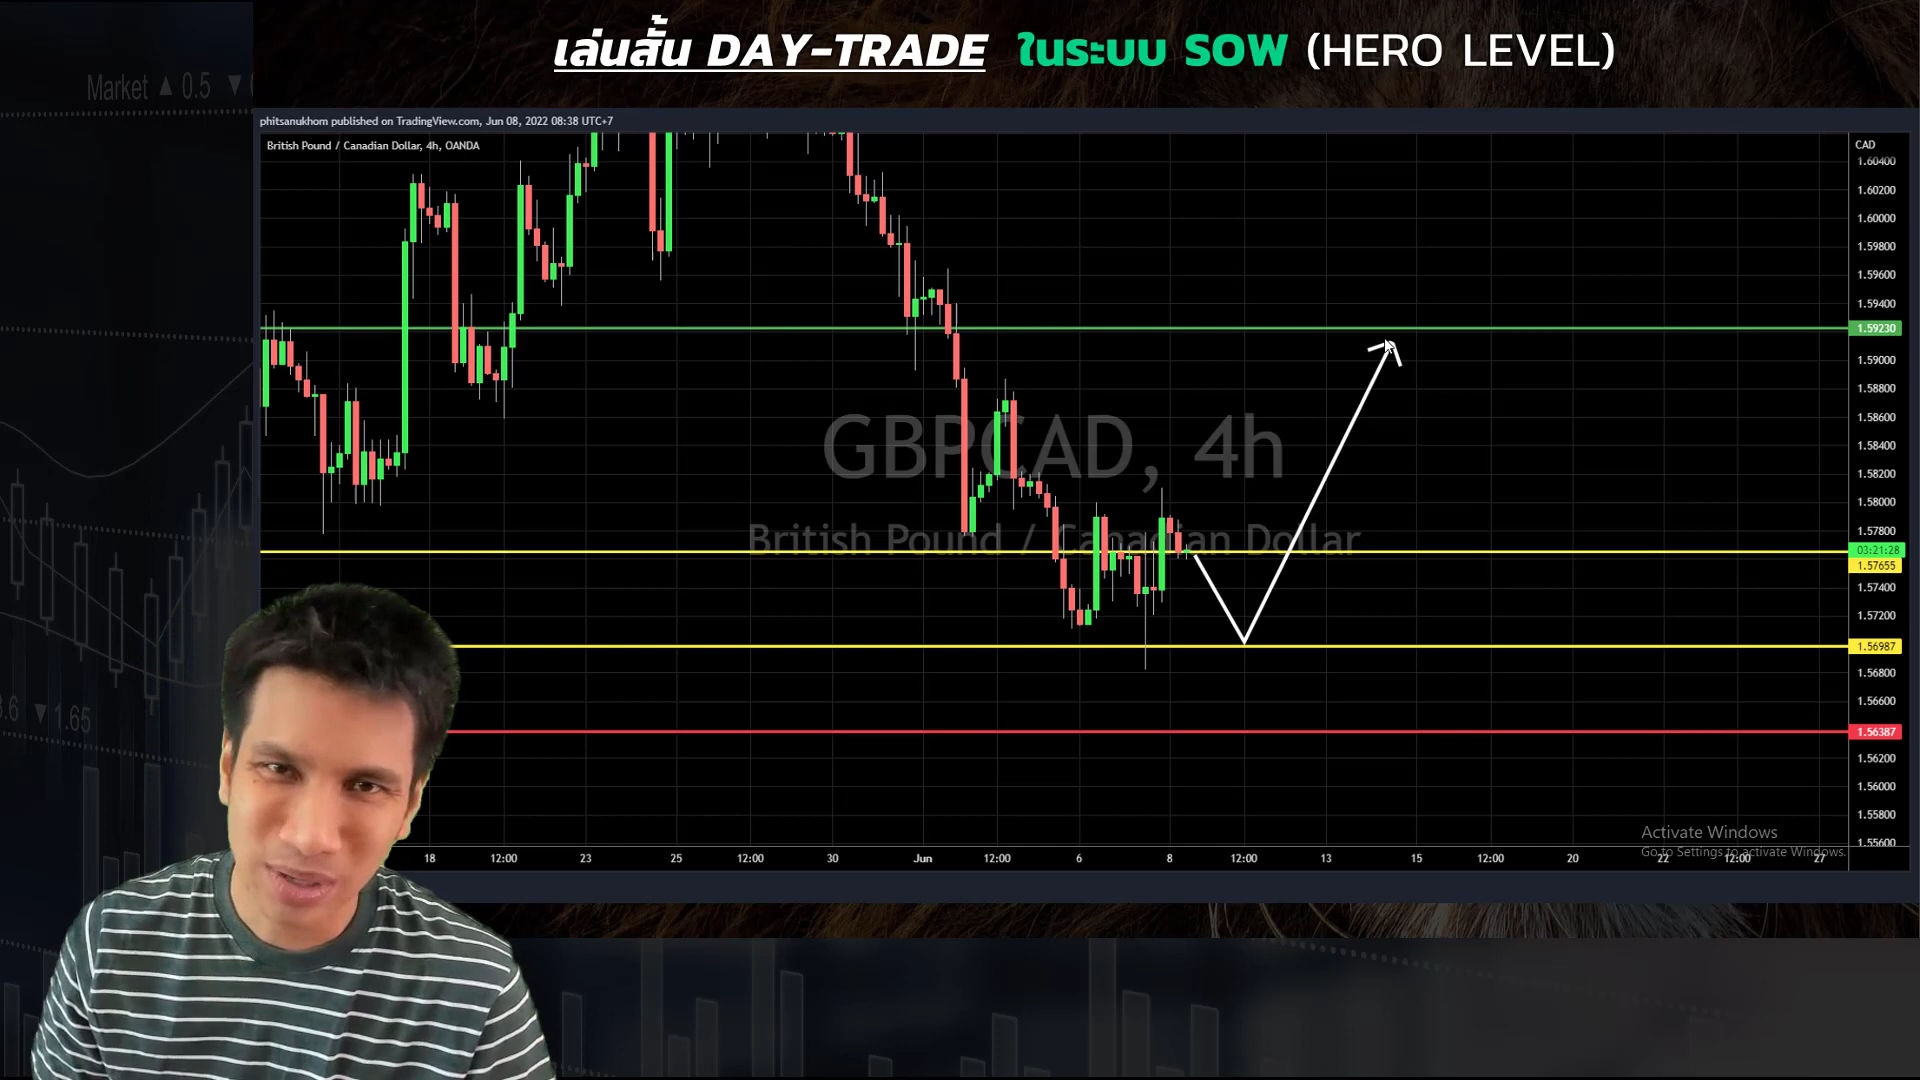 เล่นสั้น DAY-TRADE ในระบบ SOW (HERO LEVEL)
Market ▲ 0.5 ▼
phitsanukhom published on TradingView.com, Jun 08, 2022 08:38 UTC+7
British Pound / Canadian Dollar, 4h, OANDA
CAD
1.60400
1.60200
1.60000
1.59800
1.59600
1.59400
1.59230
1.59000
1.58800
1.58600
GBPCAD, 4h
1.58400
1.58200
1.58000
1.57800
British Pound / Canadian Dollar
03:21:28
1.57655
1.57400
1.57200
1.56987
1.56800
1.56600
3.6 ▼1.65
1.56387
1.56200
1.56000
1.55800
Activate Windows
1.55600
Go to Settings to activate Windows.
18 12:00 23 25 12:00 30 Jun 12:00 6 8 12:00 13 15 12:00 20 22 12:00 27